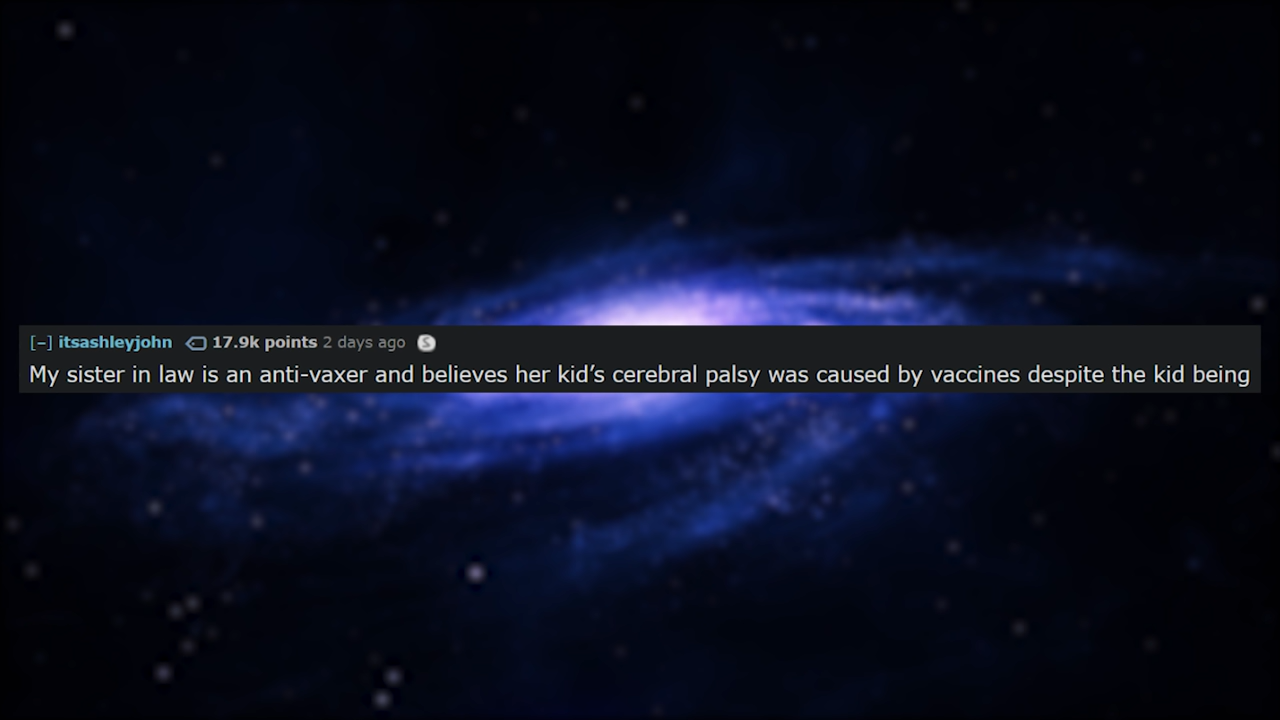 [–] itsashleyjohn 17.9k points 2 days ago S
My sister in law is an anti-vaxer and believes her kid’s cerebral palsy was caused by vaccines despite the kid being